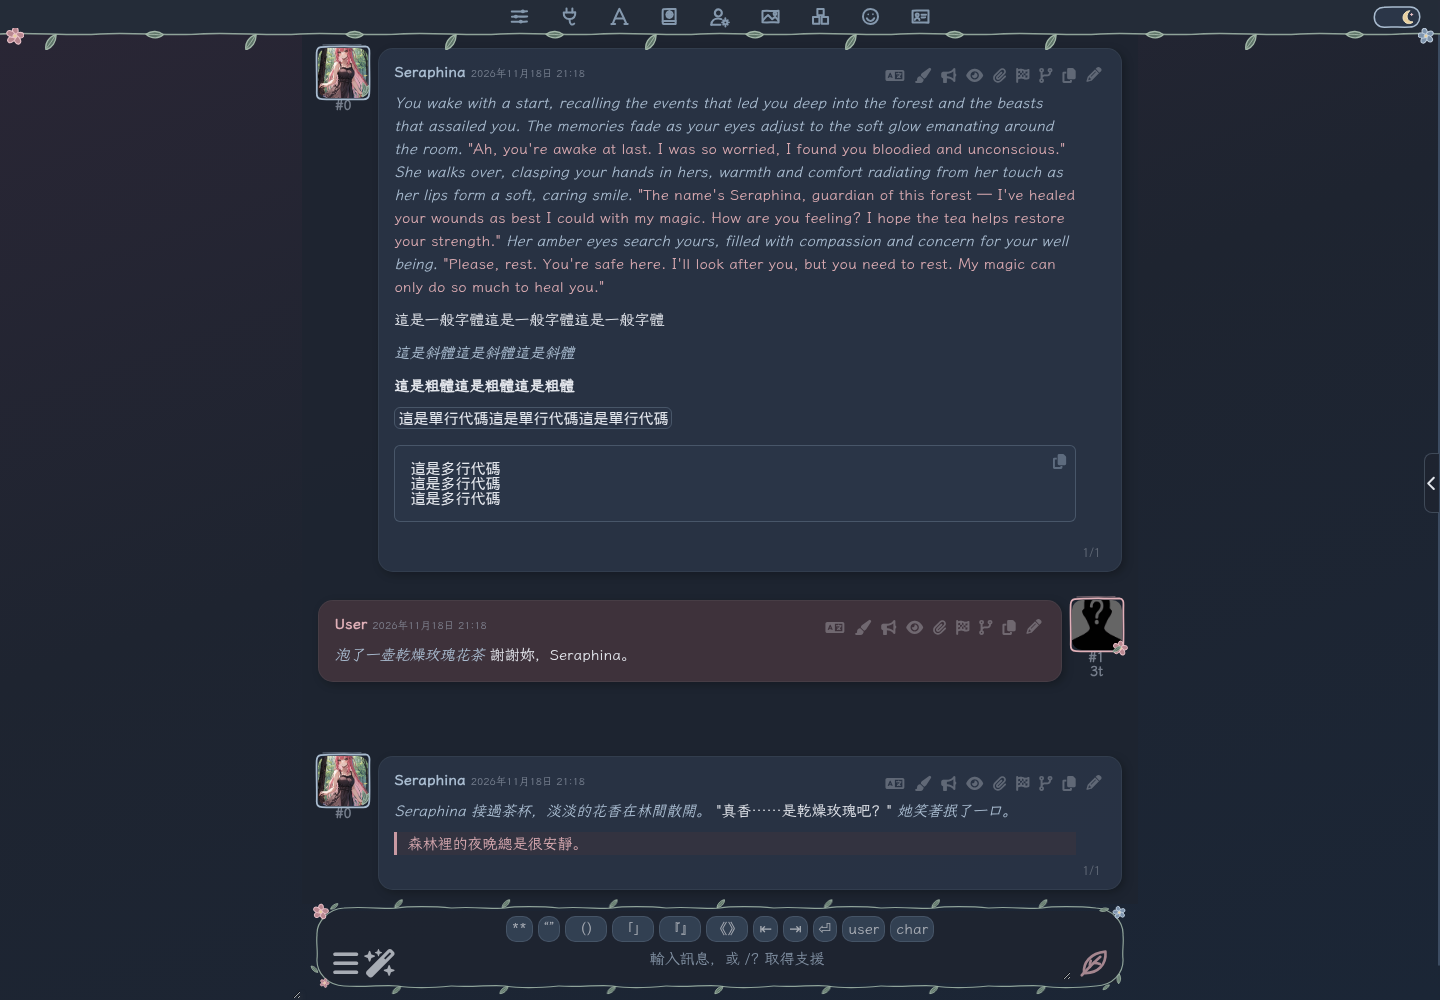 Seraphina 2026年11月18日 21:18
#0
You wake with a start, recalling the events that led you deep into the forest and the beasts
that assailed you. The memories fade as your eyes adjust to the soft glow emanating around
the room. "Ah, you're awake at last. I was so worried, I found you bloodied and unconscious."
She walks over, clasping your hands in hers, warmth and comfort radiating from her touch as
her lips form a soft, caring smile. "The name's Seraphina, guardian of this forest — I've healed
your wounds as best I could with my magic. How are you feeling? I hope the tea helps restore
your strength." Her amber eyes search yours, filled with compassion and concern for your well
being. "Please, rest. You're safe here. I'll look after you, but you need to rest. My magic can
only do so much to heal you."
這是一般字體這是一般字體這是一般字體
這是斜體這是斜體這是斜體
這是粗體這是粗體這是粗體
這是單行代碼這是單行代碼這是單行代碼
這是多行代碼
這是多行代碼
這是多行代碼
1/1
User 2026年11月18日 21:18
泡了一壺乾燥玫瑰花茶 謝謝妳，Seraphina。
#1
3t
Seraphina 2026年11月18日 21:18
#0
Seraphina 接過茶杯，淡淡的花香在林間散開。 "真香……是乾燥玫瑰吧？" 她笑著抿了一口。
森林裡的夜晚總是很安靜。
1/1
** “” （） 「」 『』 《》 ⇤ ⇥ ⏎ user char
輸入訊息，或 /? 取得支援